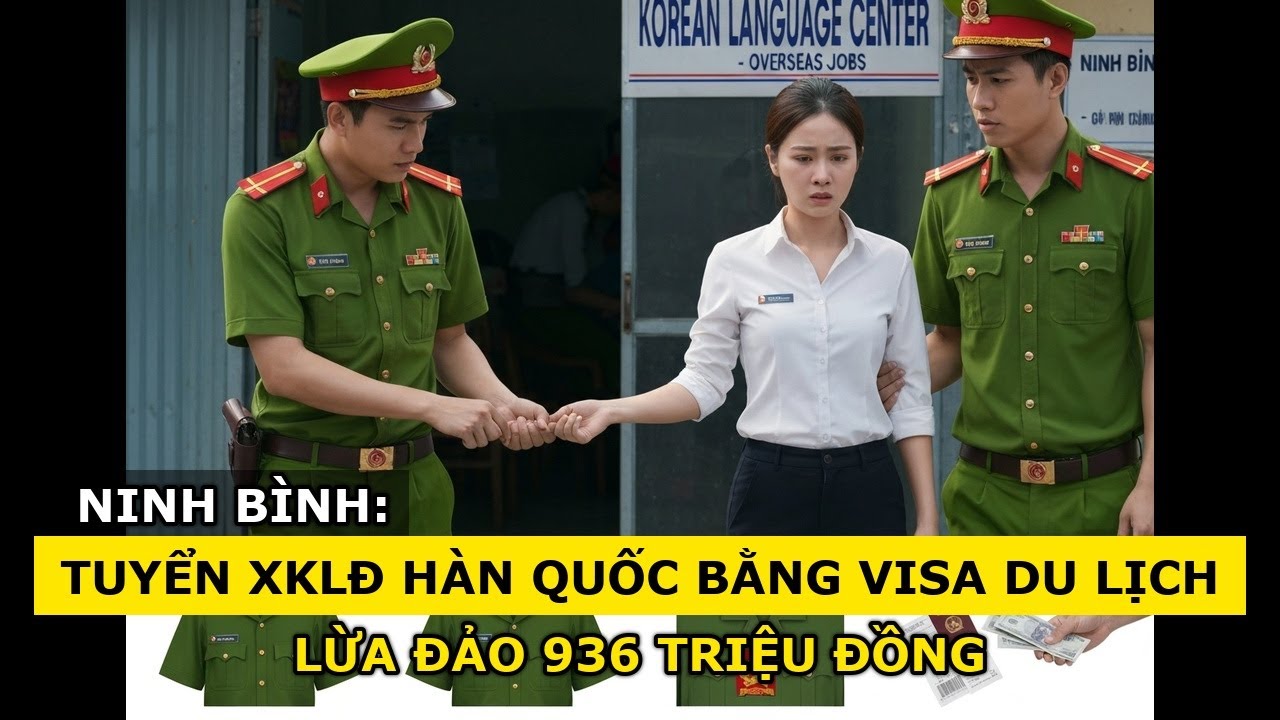 KOREAN LANGUAGE CENTER
- OVERSEAS JOBS
NINH BÌN
NINH BÌNH:
TUYỂN XKLĐ HÀN QUỐC BẰNG VISA DU LỊCH
LỪA ĐẢO 936 TRIỆU ĐỒNG